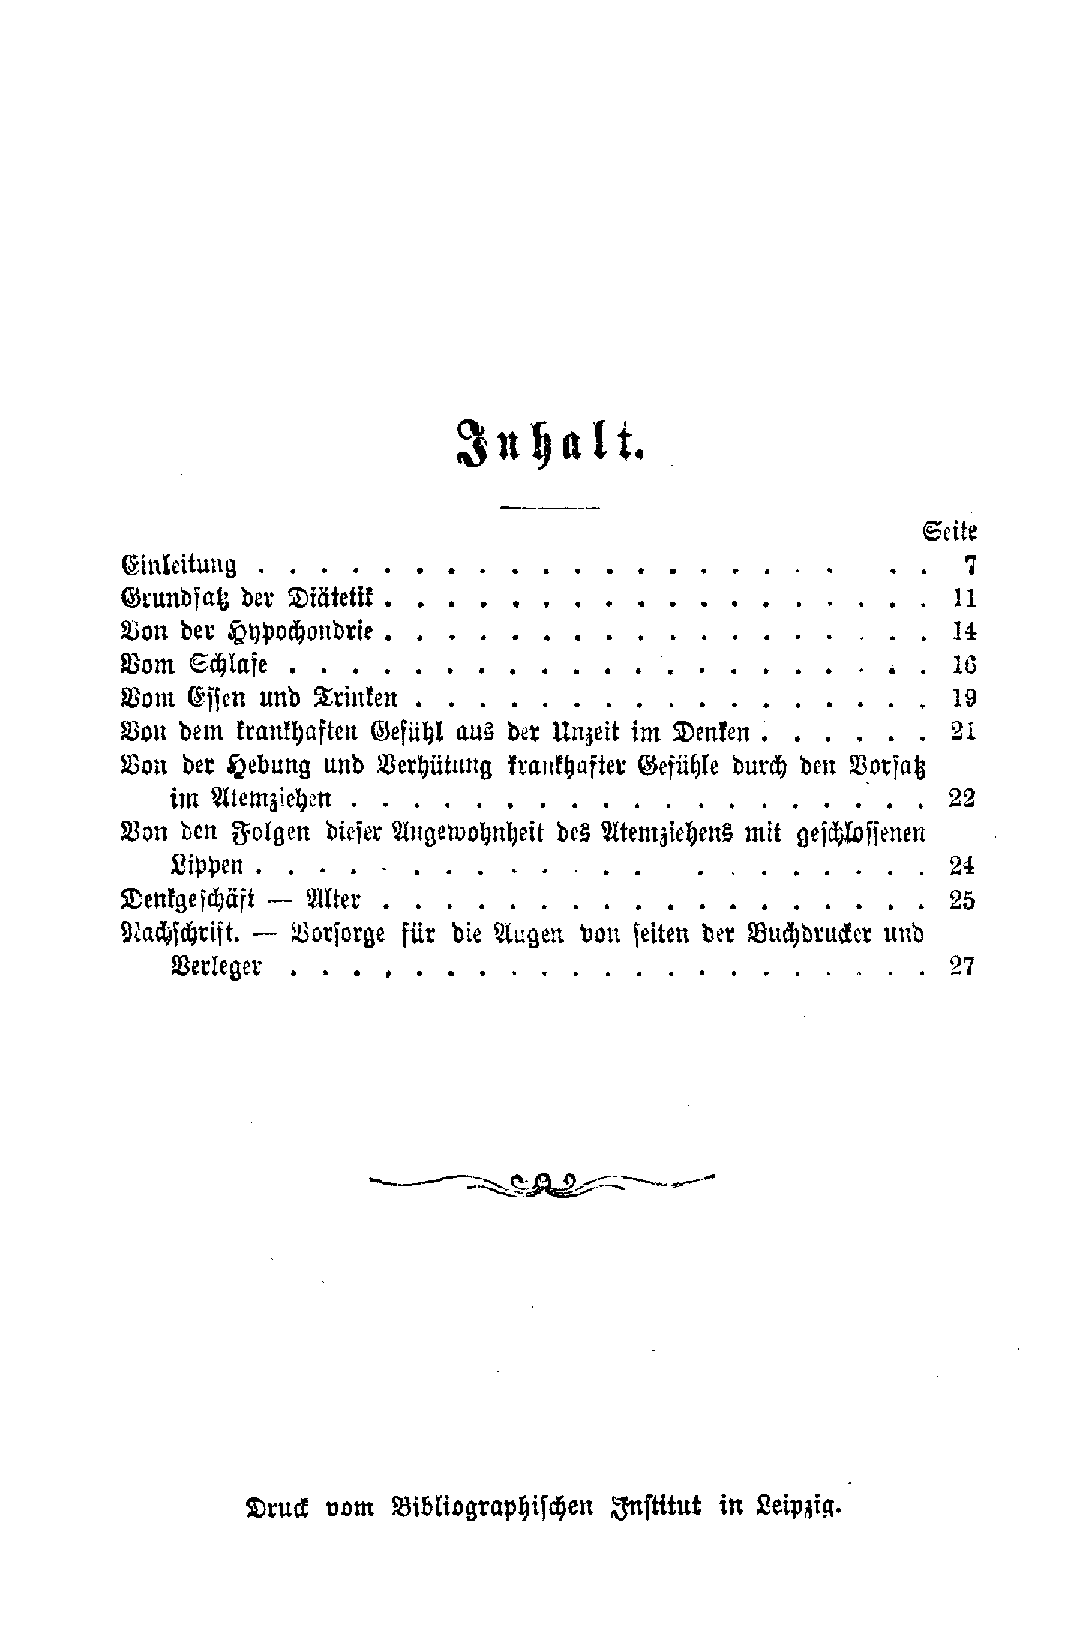 Inhalt.
Seite
Einleitung . . . . . . . . . . . . . . . . . . . . . 7
Grundsatz der Diätetik . . . . . . . . . . . . . . . . . . 11
Von der Hypochondrie . . . . . . . . . . . . . . . . . . 14
Vom Schlafe . . . . . . . . . . . . . . . . . . . . . 16
Vom Essen und Trinken . . . . . . . . . . . . . . . . . 19
Von dem krankhaften Gefühl aus der Unzeit im Denken . . . . . . 21
Von der Hebung und Verhütung krankhafter Gefühle durch den Vorsatz
im Atemziehen . . . . . . . . . . . . . . . . . . . 22
Von den Folgen dieser Angewohnheit des Atemziehens mit geschlossenen
Lippen . . . . . . . . . . . . . . . . . . . . . 24
Denkgeschäft — Alter . . . . . . . . . . . . . . . . . . 25
Nachschrift. — Vorsorge für die Augen von seiten der Buchdrucker und
Verleger . . . . . . . . . . . . . . . . . . . . . 27
Druck vom Bibliographischen Institut in Leipzig.